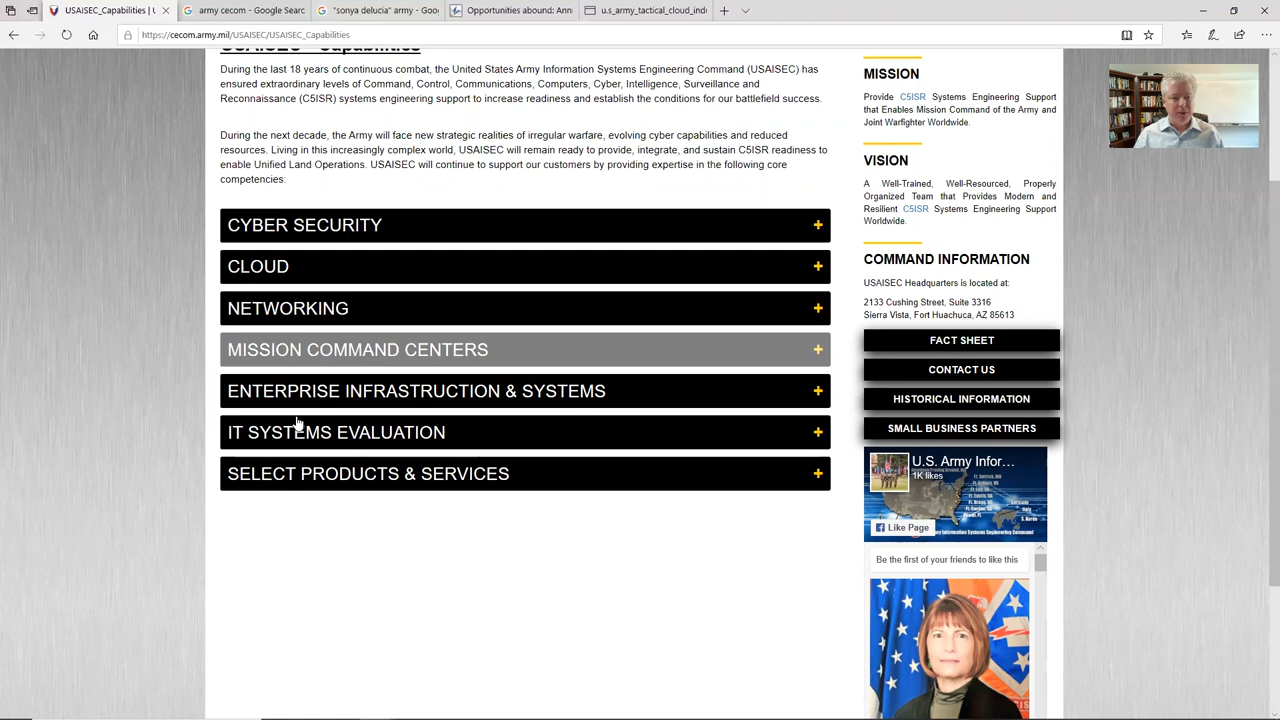 USAISEC_Capabilities | U
army cecom - Google Searc
"sonya delucia" army - Goo
Opportunities abound: Ann
u.s_army_tactical_cloud_ind
https://cecom.army.mil/USAISEC/USAISEC_Capabilities
USAISEC - Capabilities
During the last 18 years of continuous combat, the United States Army Information Systems Engineering Command (USAISEC) has
ensured extraordinary levels of Command, Control, Communications, Computers, Cyber, Intelligence, Surveillance and
Reconnaissance (C5ISR) systems engineering support to increase readiness and establish the conditions for our battlefield success.
During the next decade, the Army will face new strategic realities of irregular warfare, evolving cyber capabilities and reduced
resources. Living in this increasingly complex world, USAISEC will remain ready to provide, integrate, and sustain C5ISR readiness to
enable Unified Land Operations. USAISEC will continue to support our customers by providing expertise in the following core
competencies:
CYBER SECURITY +
CLOUD +
NETWORKING +
MISSION COMMAND CENTERS +
ENTERPRISE INFRASTRUCTION & SYSTEMS +
IT SYSTEMS EVALUATION +
SELECT PRODUCTS & SERVICES +
MISSION
Provide C5ISR Systems Engineering Support
that Enables Mission Command of the Army and
Joint Warfighter Worldwide.
VISION
A Well-Trained, Well-Resourced, Properly
Organized Team that Provides Modern and
Resilient C5ISR Systems Engineering Support
Worldwide.
COMMAND INFORMATION
USAISEC Headquarters is located at:
2133 Cushing Street, Suite 3316
Sierra Vista, Fort Huachuca, AZ 85613
FACT SHEET
CONTACT US
HISTORICAL INFORMATION
SMALL BUSINESS PARTNERS
U.S. Army Infor…
1K likes
Like Page
Information Systems Engineering Command
Be the first of your friends to like this